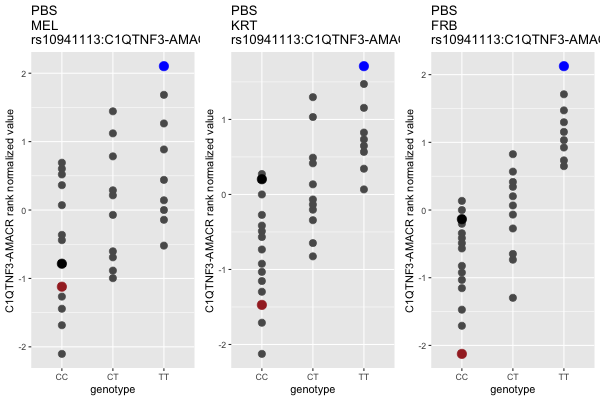 PBS
MEL
rs10941113:C1QTNF3-AMAC
C1QTNF3-AMACR rank normalized value
2
1
0
-1
-2
CC CT TT
genotype
PBS
KRT
rs10941113:C1QTNF3-AMAC
C1QTNF3-AMACR rank normalized value
1
0
-1
-2
CC CT TT
genotype
PBS
FRB
rs10941113:C1QTNF3-AMAC
C1QTNF3-AMACR rank normalized value
2
1
0
-1
-2
CC CT TT
genotype